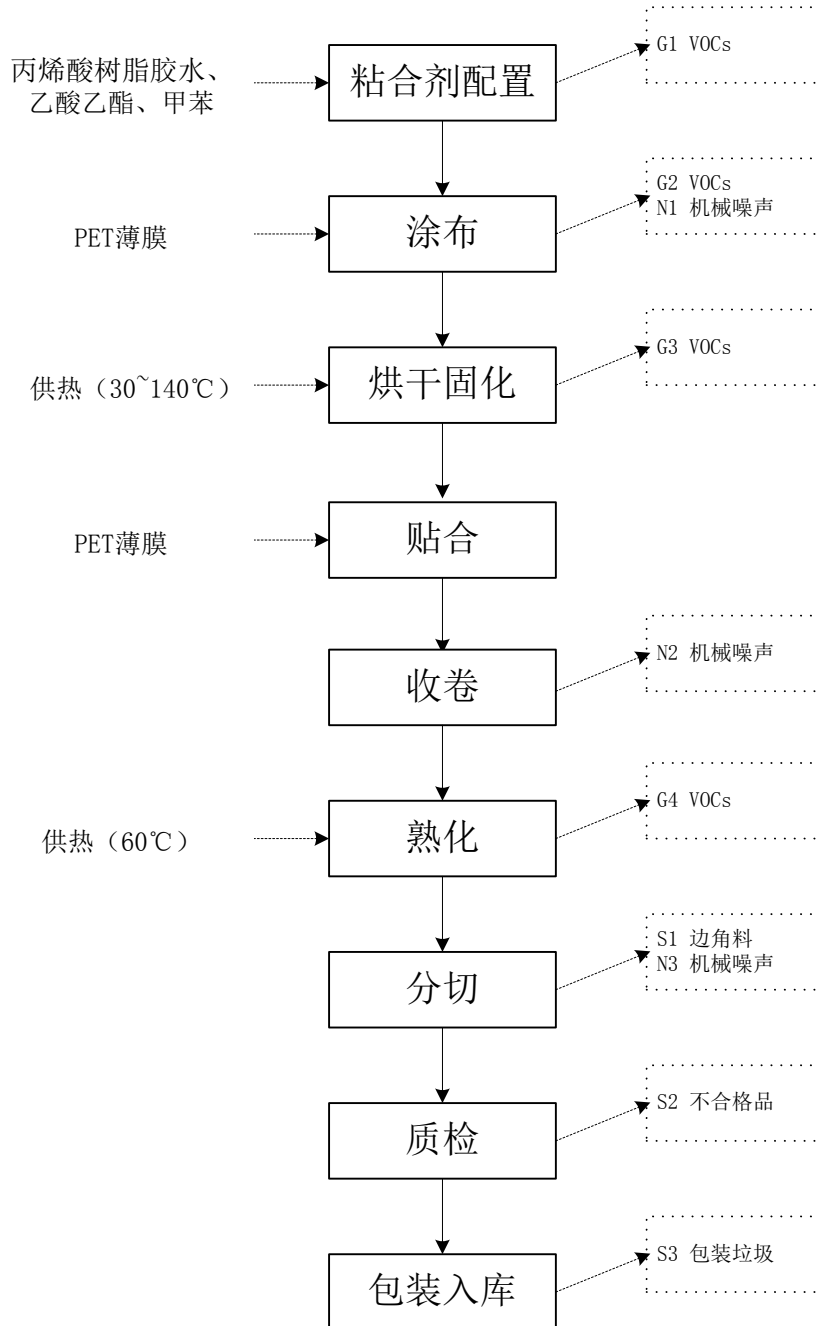 丙烯酸树脂胶水、
乙酸乙酯、甲苯
粘合剂配置
G1 VOCs
PET薄膜
涂布
G2 VOCs
N1 机械噪声
供热（30~140℃）
烘干固化
G3 VOCs
PET薄膜
贴合
收卷
N2 机械噪声
供热（60℃）
熟化
G4 VOCs
分切
S1 边角料
N3 机械噪声
质检
S2 不合格品
包装入库
S3 包装垃圾